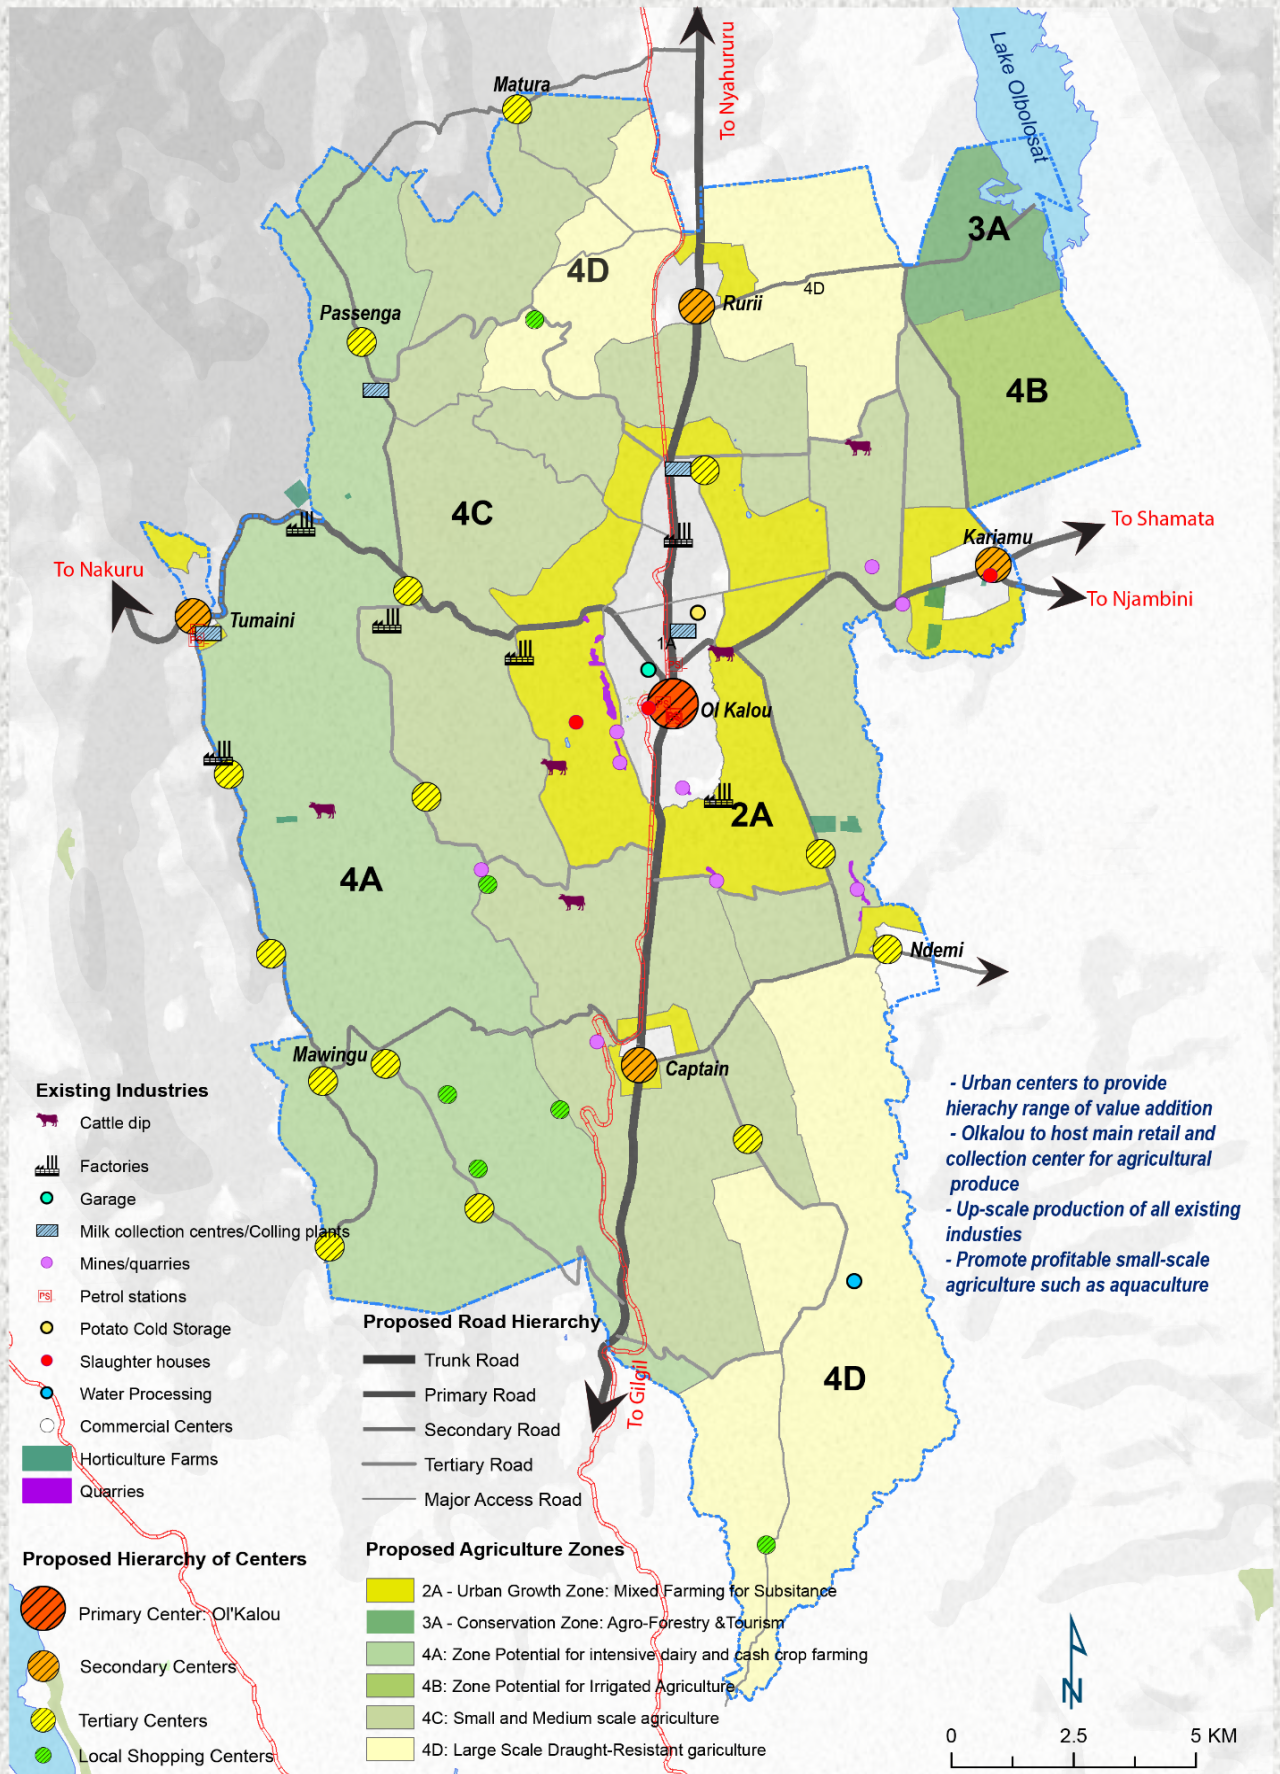 To Nyahururu
Lake Olbolosat
Matura
3A
4D
4D
Rurii
Passenga
4B
4C
To Shamata
Kariamu
To Nakuru
To Njambini
Tumaini
PS
1A
PS
PS
PS
Ol Kalou
2A
4A
Ndemi
Mawingu
Captain
4D
To Gilgil
- Urban centers to provide
hierachy range of value addition
- Olkalou to host main retail and
collection center for agricultural
produce
- Up-scale production of all existing
industies
- Promote profitable small-scale
agriculture such as aquaculture
Existing Industries
Cattle dip
Factories
Garage
Milk collection centres/Colling plants
Mines/quarries
PS
Petrol stations
Potato Cold Storage
Slaughter houses
Water Processing
Commercial Centers
Horticulture Farms
Quarries
Proposed Hierarchy of Centers
Primary Center: Ol'Kalou
Secondary Centers
Tertiary Centers
Local Shopping Centers
Proposed Road Hierarchy
Trunk Road
Primary Road
Secondary Road
Tertiary Road
Major Access Road
Proposed Agriculture Zones
2A - Urban Growth Zone: Mixed Farming for Subsitance
3A - Conservation Zone: Agro-Forestry &Tourism
4A: Zone Potential for intensive dairy and cash crop farming
4B: Zone Potential for Irrigated Agriculture
4C: Small and Medium scale agriculture
4D: Large Scale Draught-Resistant gariculture
N
0 2.5 5 KM